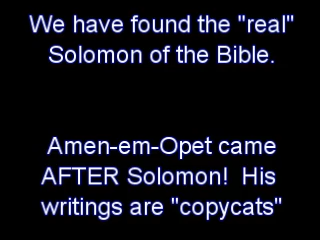 We have found the "real"
Solomon of the Bible.
Amen-em-Opet came
AFTER Solomon!  His
writings are "copycats"